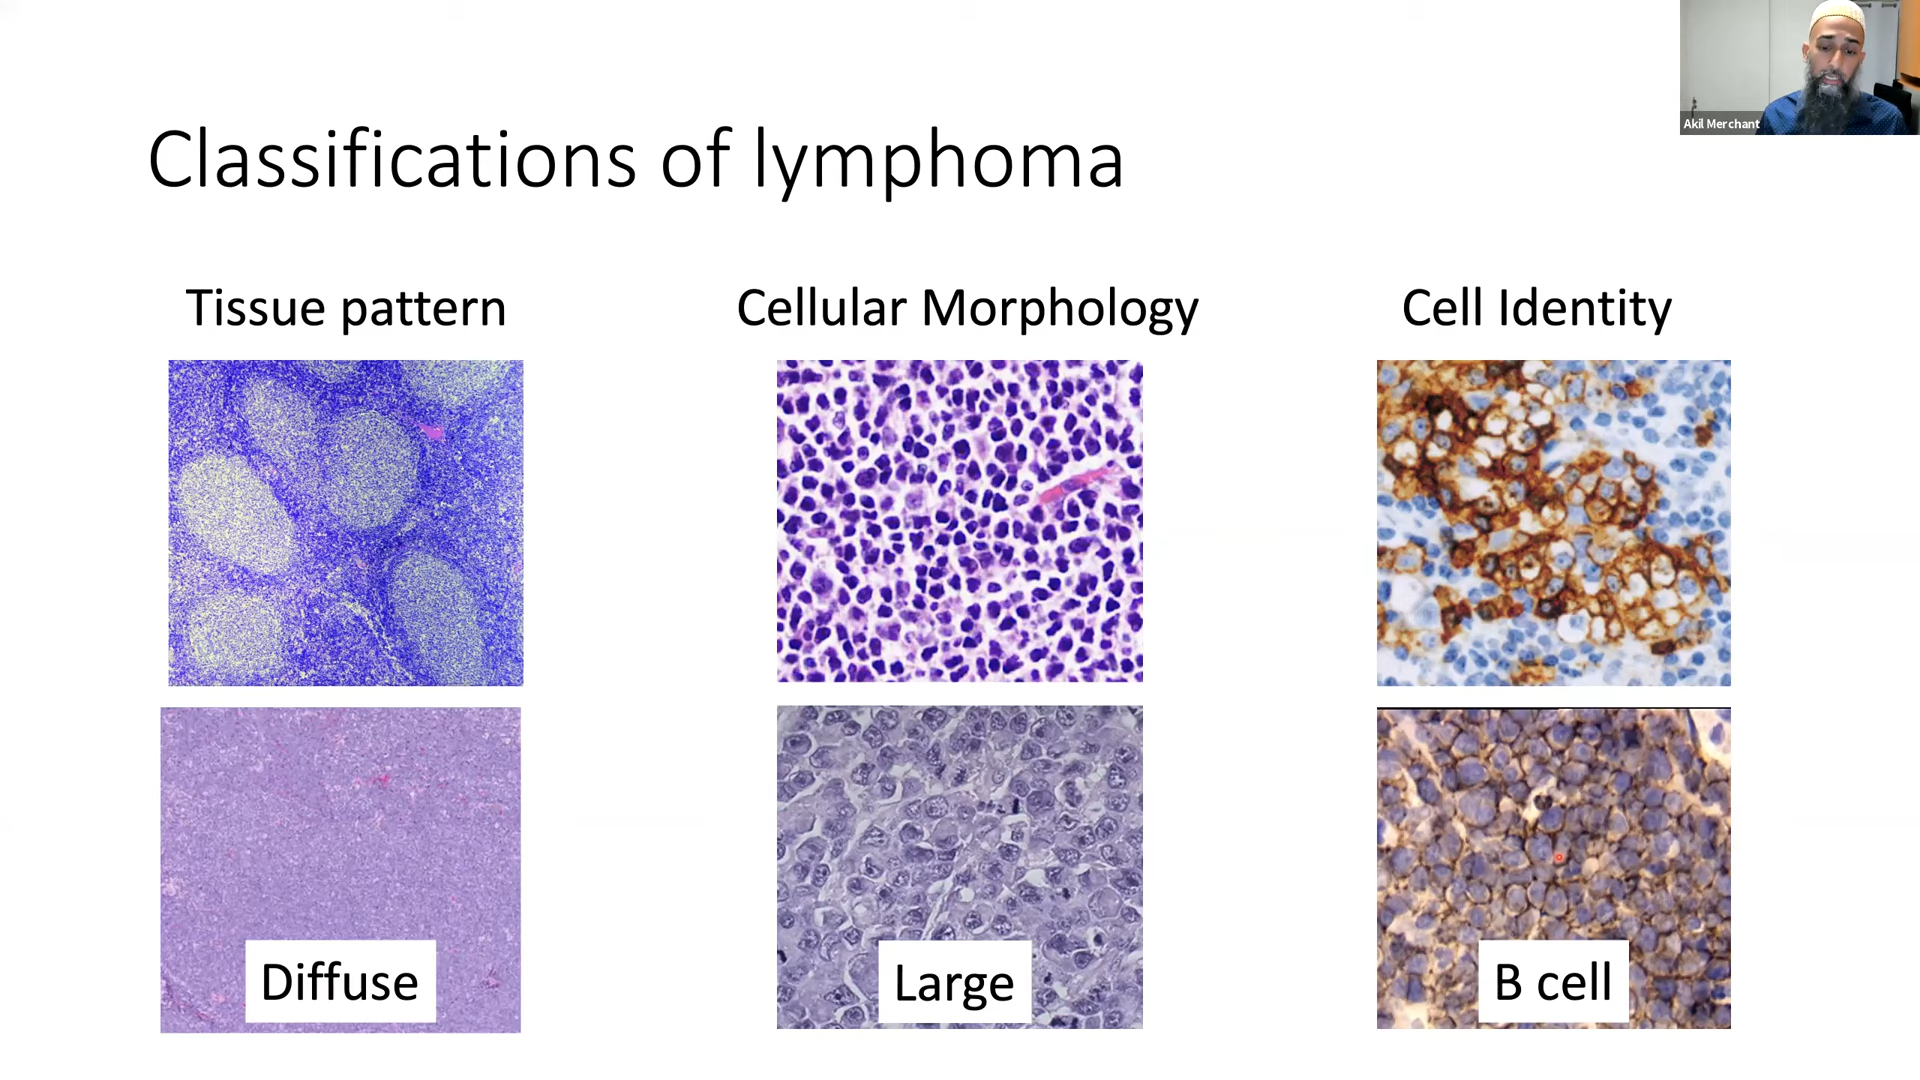 Akil Merchant
Classifications of lymphoma
Tissue pattern
Cellular Morphology
Cell Identity
Diffuse
Large
B cell